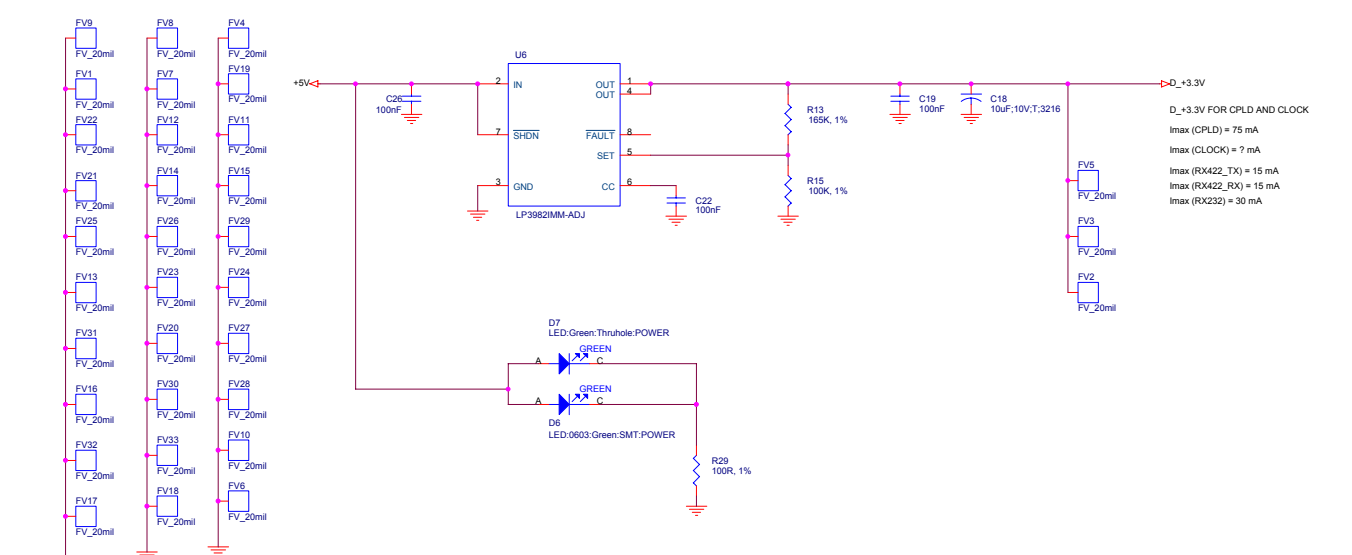 FV9
FV_20mil
FV1
FV_20mil
FV22
FV_20mil
FV21
FV_20mil
FV25
FV_20mil
FV13
FV_20mil
FV31
FV_20mil
FV16
FV_20mil
FV32
FV_20mil
FV17
FV_20mil
FV8
FV_20mil
FV7
FV_20mil
FV12
FV_20mil
FV14
FV_20mil
FV26
FV_20mil
FV23
FV_20mil
FV20
FV_20mil
FV30
FV_20mil
FV33
FV_20mil
FV18
FV_20mil
FV4
FV_20mil
FV19
FV_20mil
FV11
FV_20mil
FV15
FV_20mil
FV29
FV_20mil
FV24
FV_20mil
FV27
FV_20mil
FV28
FV_20mil
FV10
FV_20mil
FV6
FV_20mil
+5V
C26
100nF
U6
2 IN
7 SHDN
3 GND
OUT 1
OUT 4
FAULT 8
SET 5
CC 6
LP3982IMM-ADJ
C22
100nF
R13
165K, 1%
R15
100K, 1%
C19
100nF
C18
10uF;10V;T;3216
D_+3.3V
D_+3.3V FOR CPLD AND CLOCK
Imax (CPLD) = 75 mA
Imax (CLOCK) = ? mA
Imax (RX422_TX) = 15 mA
Imax (RX422_RX) = 15 mA
Imax (RX232) = 30 mA
FV5
FV_20mil
FV3
FV_20mil
FV2
FV_20mil
D7
LED:Green:Thruhole:POWER
GREEN
A C
GREEN
A C
D6
LED:0603:Green:SMT:POWER
R29
100R, 1%